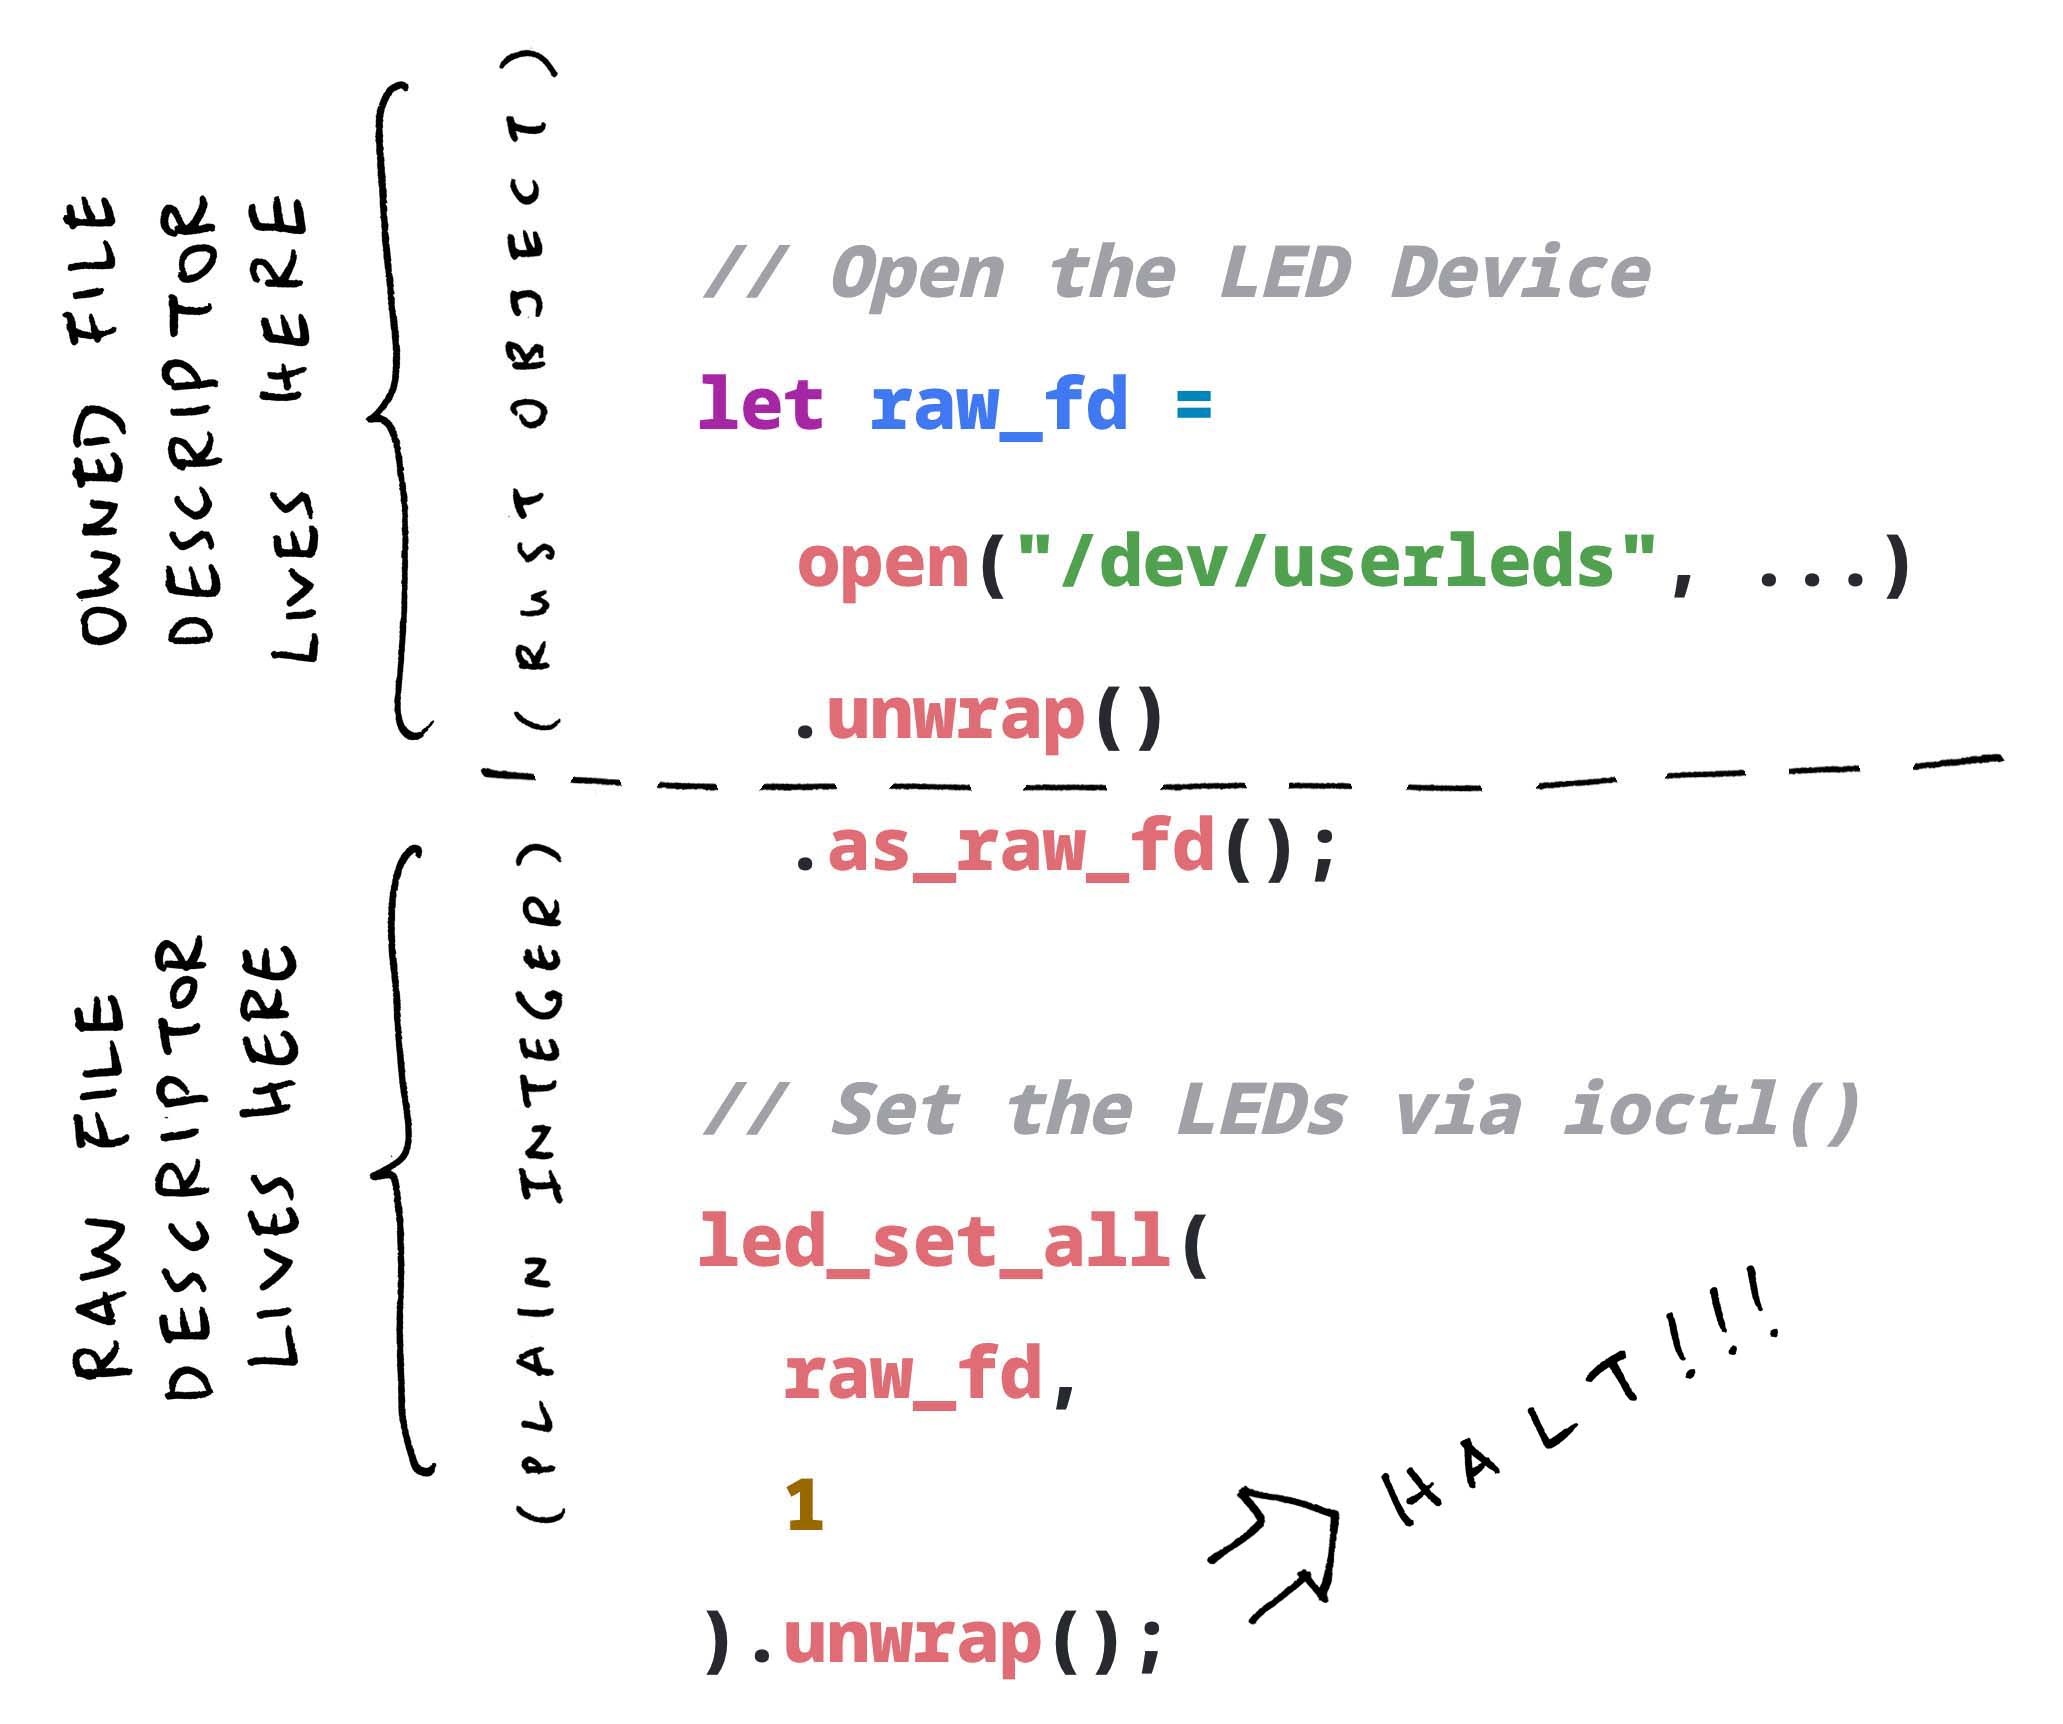 OWNED FILE
DESCRIPTOR
LIVES HERE
(RUST OBJECT)
// Open the LED Device
let raw_fd =
open("/dev/userleds", ...)
.unwrap()
.as_raw_fd();
RAW FILE
DESCRIPTOR
LIVES HERE
(PLAIN INTEGER)
// Set the LEDs via ioctl()
led_set_all(
raw_fd,
1
).unwrap();
HALT!!!